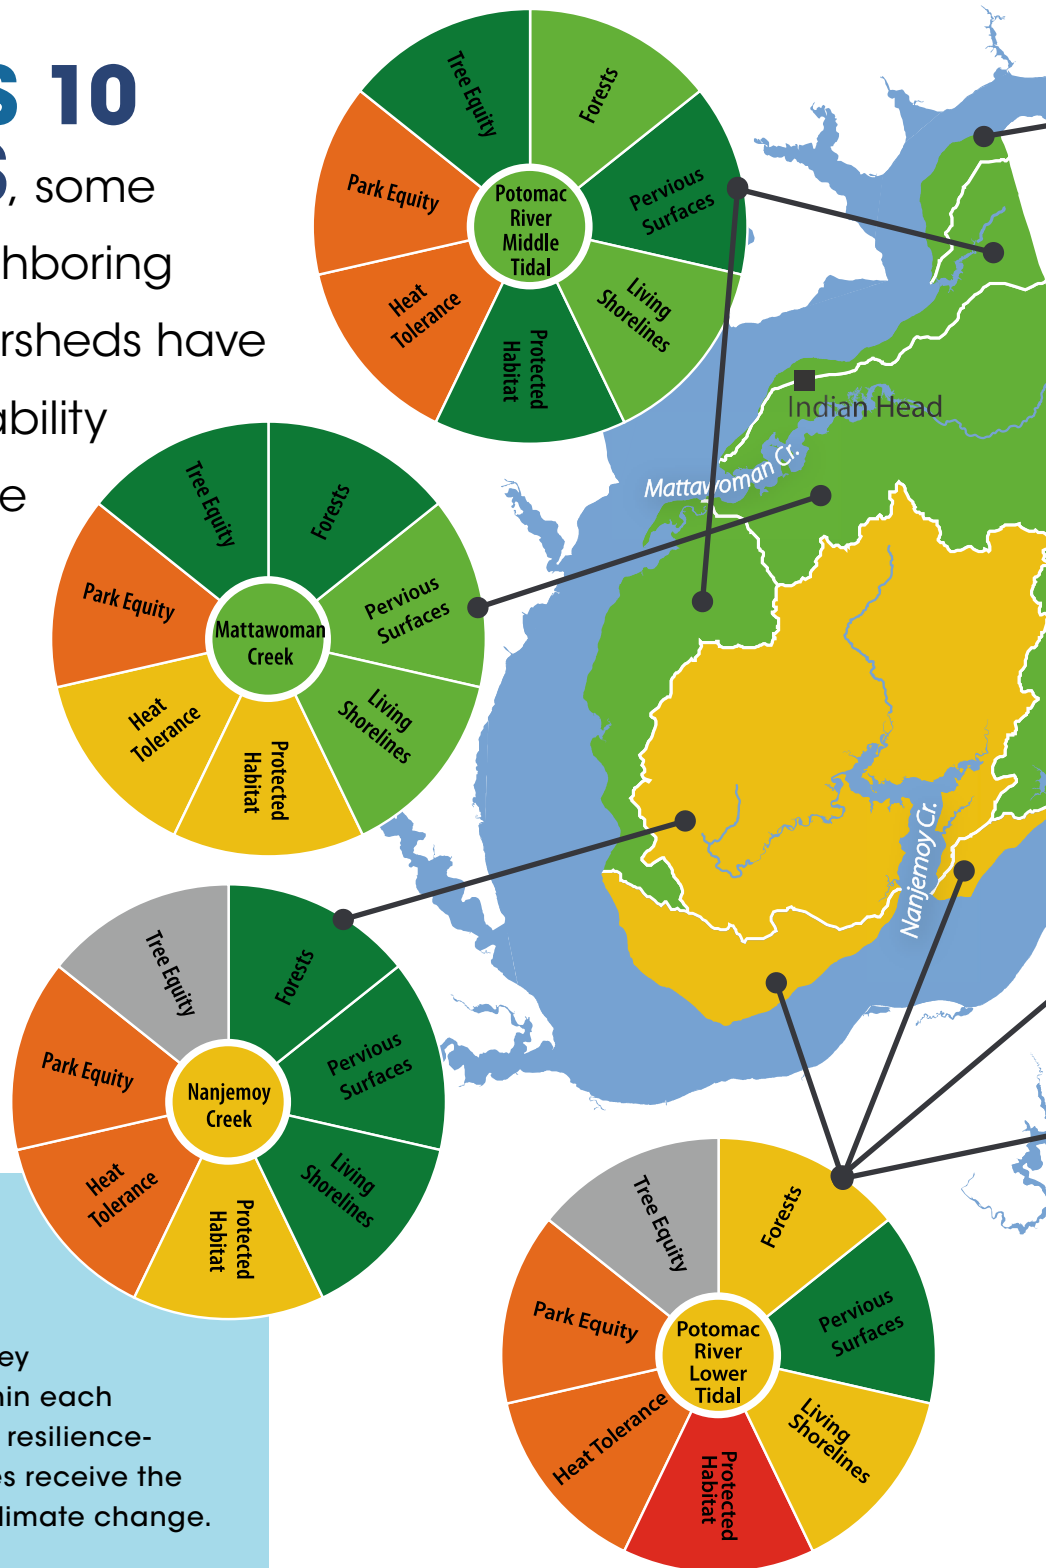 S 10
S, some
hboring
rsheds have
ability
e
Tree Equity
Forests
Park Equity
Pervious
Surfaces
Potomac
River
Middle
Tidal
Heat
Tolerance
Living
Shorelines
Protected
Habitat
Indian Head
Mattawoman Cr.
Tree Equity
Forests
Park Equity
Pervious
Surfaces
Mattawoman
Creek
Heat
Tolerance
Living
Shorelines
Protected
Habitat
Nanjemoy Cr.
Tree Equity
Forests
Park Equity
Pervious
Surfaces
Nanjemoy
Creek
Heat
Tolerance
Living
Shorelines
Protected
Habitat
Tree Equity
Forests
Park Equity
Pervious
Surfaces
Potomac
River
Lower
Tidal
Heat Tolerance
Living
Shorelines
Protected
Habitat
ey
hin each
resilience-
es receive the
limate change.